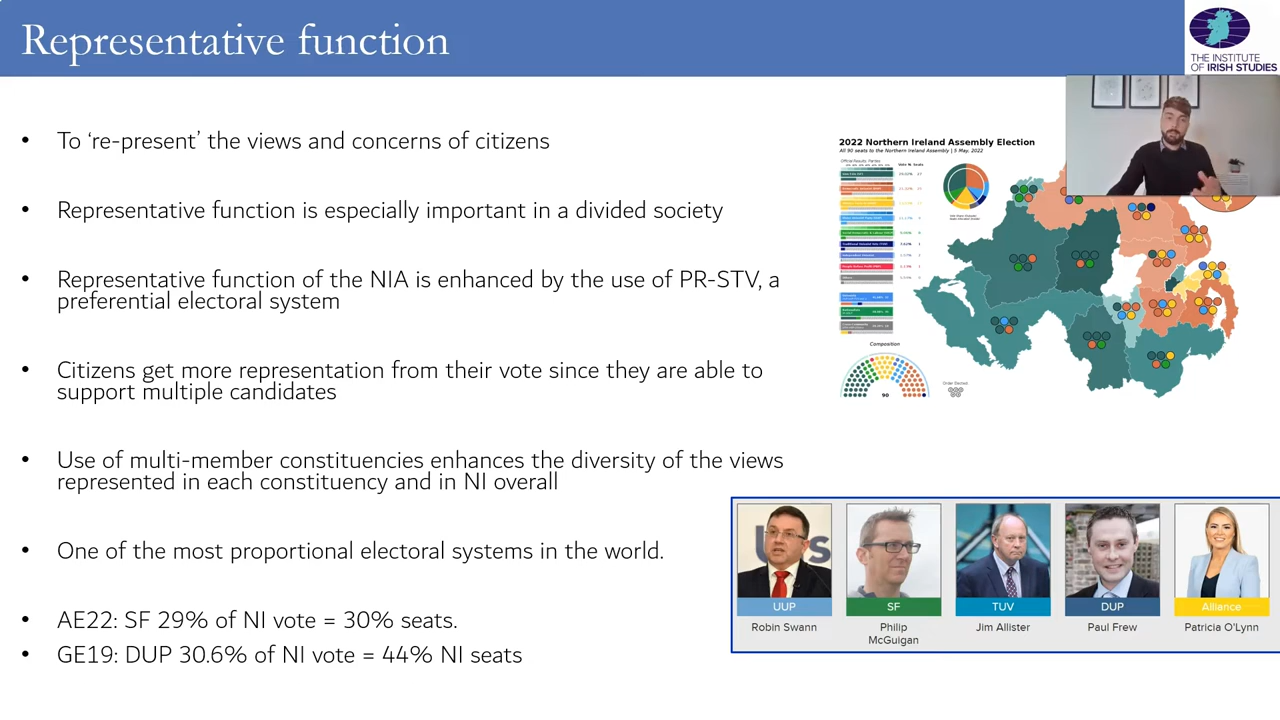 Representative function
THE INSTITUTE
OF IRISH STUDIES
• To ‘re-present’ the views and concerns of citizens
• Representative function is especially important in a divided society
• Representative function of the NIA is enhanced by the use of PR-STV, a
preferential electoral system
• Citizens get more representation from their vote since they are able to
support multiple candidates
• Use of multi-member constituencies enhances the diversity of the views
represented in each constituency and in NI overall
• One of the most proportional electoral systems in the world.
• AE22: SF 29% of NI vote = 30% seats.
• GE19: DUP 30.6% of NI vote = 44% NI seats
2022 Northern Ireland Assembly Election
All 90 seats to the Northern Ireland Assembly | 5 May, 2022
Vote % Seats
Composition
90
UUP
SF
TUV
DUP
Alliance
Robin Swann
Philip
McGuigan
Jim Allister
Paul Frew
Patricia O'Lynn